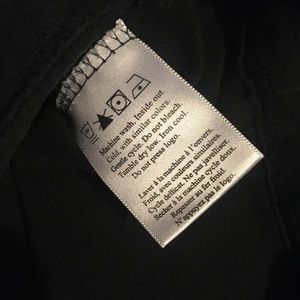 Machine wash. Inside out.
Cold, with similar colors.
Gentle cycle. Do not bleach.
Tumble dry low. Iron cool.
Do not press logo.
Laver à la machine à l'envers.
Froid, avec couleurs similaires.
Cycle délicat. Ne pas javelliser.
Secher à la machine cycle doux.
Repasser au fer froid.
N'appuyez pas le logo.